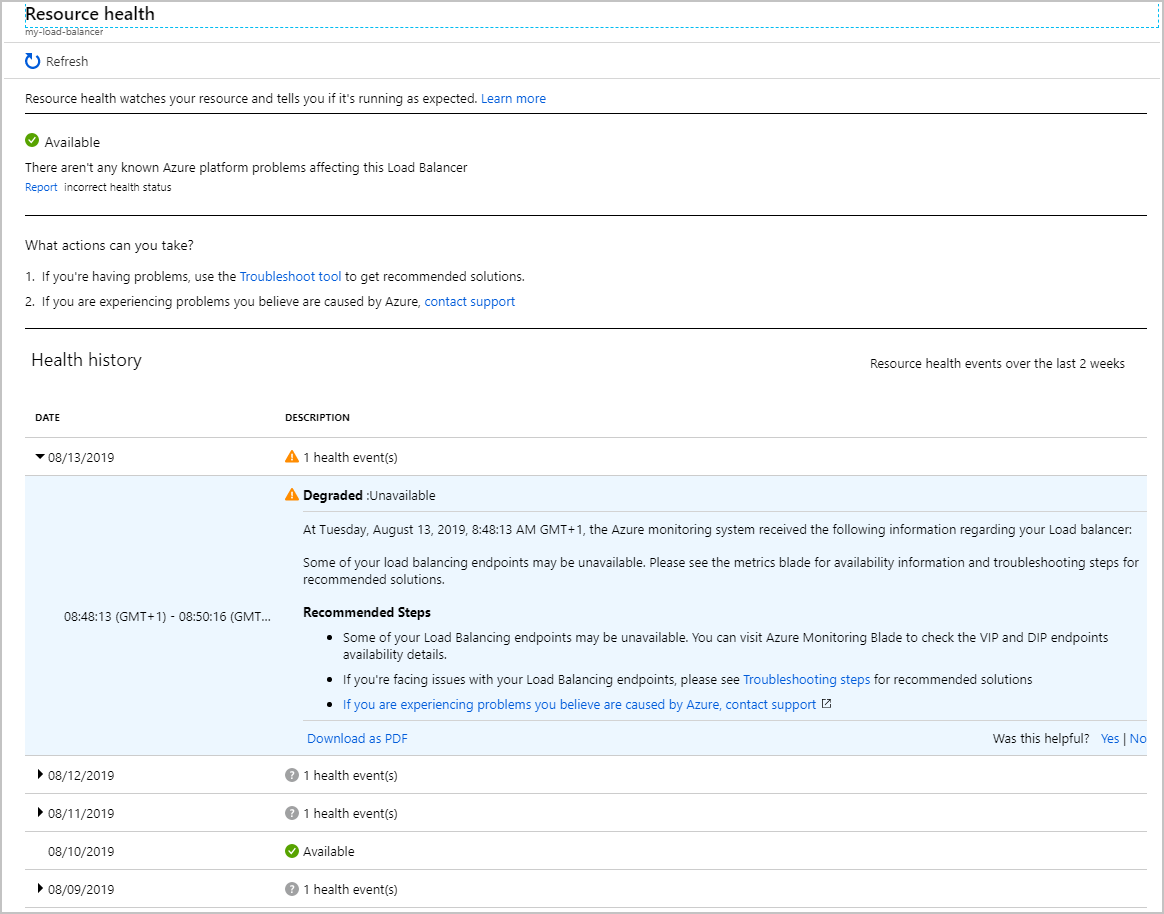 Resource health
my-load-balancer
Refresh
Resource health watches your resource and tells you if it's running as expected. Learn more
Available
There aren't any known Azure platform problems affecting this Load Balancer
Report incorrect health status
What actions can you take?
1. If you're having problems, use the Troubleshoot tool to get recommended solutions.
2. If you are experiencing problems you believe are caused by Azure, contact support
Health history
Resource health events over the last 2 weeks
DATE DESCRIPTION
08/13/2019 1 health event(s)
Degraded :Unavailable
At Tuesday, August 13, 2019, 8:48:13 AM GMT+1, the Azure monitoring system received the following information regarding your Load balancer:
Some of your load balancing endpoints may be unavailable. Please see the metrics blade for availability information and troubleshooting steps for
recommended solutions.
08:48:13 (GMT+1) - 08:50:16 (GMT...
Recommended Steps
• Some of your Load Balancing endpoints may be unavailable. You can visit Azure Monitoring Blade to check the VIP and DIP endpoints
availability details.
• If you're facing issues with your Load Balancing endpoints, please see Troubleshooting steps for recommended solutions
• If you are experiencing problems you believe are caused by Azure, contact support
Download as PDF
Was this helpful? Yes | No
08/12/2019 1 health event(s)
08/11/2019 1 health event(s)
08/10/2019 Available
08/09/2019 1 health event(s)